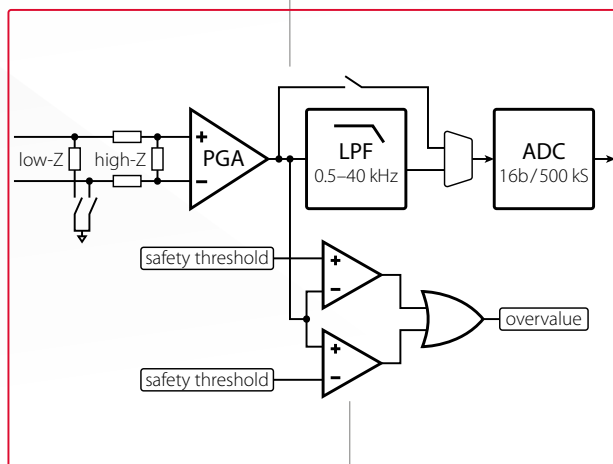 low-Z
high-Z
+
−
PGA
LPF
0.5–40 kHz
ADC
16b/500 kS
safety threshold
+
−
overvalue
+
−
safety threshold